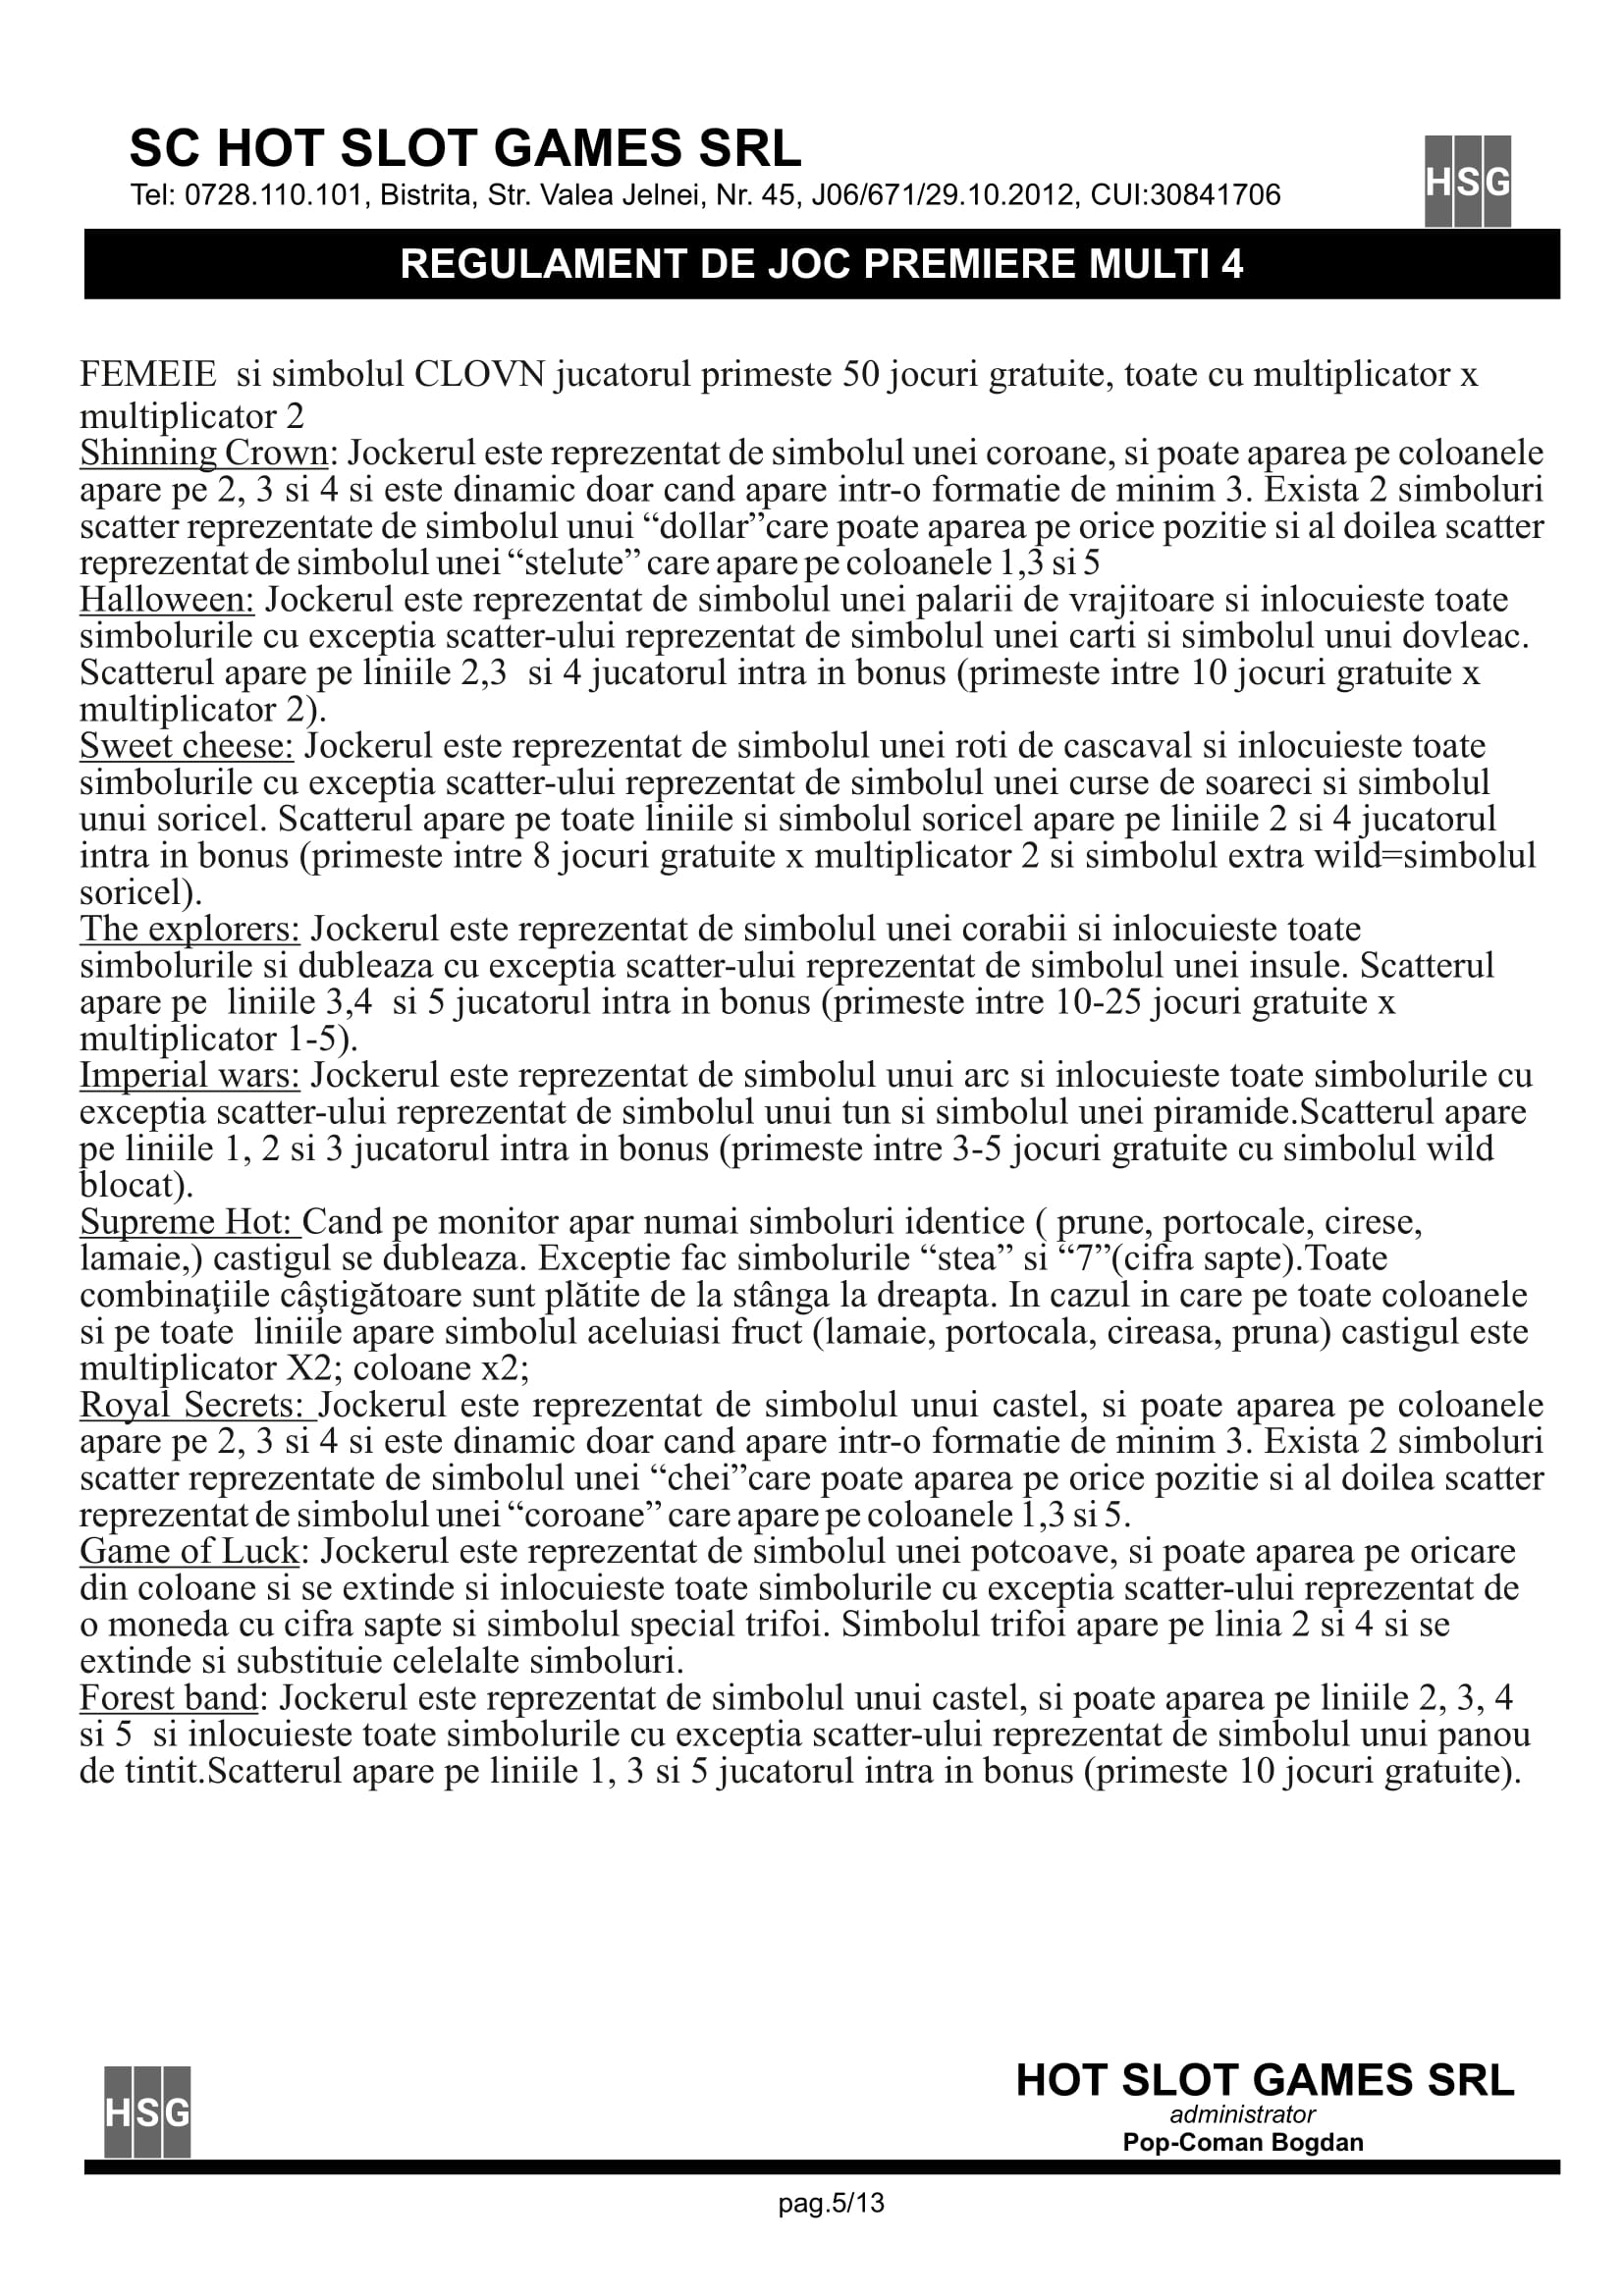 SC HOT SLOT GAMES SRL
Tel: 0728.110.101, Bistrita, Str. Valea Jelnei, Nr. 45, J06/671/29.10.2012, CUI:30841706
HSG
REGULAMENT DE JOC PREMIERE MULTI 4
FEMEIE si simbolul CLOVN jucatorul primeste 50 jocuri gratuite, toate cu multiplicator x
multiplicator 2
Shinning Crown: Jockerul este reprezentat de simbolul unei coroane, si poate aparea pe coloanele
apare pe 2, 3 si 4 si este dinamic doar cand apare intr-o formatie de minim 3. Exista 2 simboluri
scatter reprezentate de simbolul unui “dollar”care poate aparea pe orice pozitie si al doilea scatter
reprezentat de simbolul unei “stelute” care apare pe coloanele 1,3 si 5
Halloween: Jockerul este reprezentat de simbolul unei palarii de vrajitoare si inlocuieste toate
simbolurile cu exceptia scatter-ului reprezentat de simbolul unei carti si simbolul unui dovleac.
Scatterul apare pe liniile 2,3 si 4 jucatorul intra in bonus (primeste intre 10 jocuri gratuite x
multiplicator 2).
Sweet cheese: Jockerul este reprezentat de simbolul unei roti de cascaval si inlocuieste toate
simbolurile cu exceptia scatter-ului reprezentat de simbolul unei curse de soareci si simbolul
unui soricel. Scatterul apare pe toate liniile si simbolul soricel apare pe liniile 2 si 4 jucatorul
intra in bonus (primeste intre 8 jocuri gratuite x multiplicator 2 si simbolul extra wild=simbolul
soricel).
The explorers: Jockerul este reprezentat de simbolul unei corabii si inlocuieste toate
simbolurile si dubleaza cu exceptia scatter-ului reprezentat de simbolul unei insule. Scatterul
apare pe liniile 3,4 si 5 jucatorul intra in bonus (primeste intre 10-25 jocuri gratuite x
multiplicator 1-5).
Imperial wars: Jockerul este reprezentat de simbolul unui arc si inlocuieste toate simbolurile cu
exceptia scatter-ului reprezentat de simbolul unui tun si simbolul unei piramide.Scatterul apare
pe liniile 1, 2 si 3 jucatorul intra in bonus (primeste intre 3-5 jocuri gratuite cu simbolul wild
blocat).
Supreme Hot: Cand pe monitor apar numai simboluri identice ( prune, portocale, cirese,
lamaie,) castigul se dubleaza. Exceptie fac simbolurile “stea” si “7”(cifra sapte).Toate
combinaţiile câştigătoare sunt plătite de la stânga la dreapta. In cazul in care pe toate coloanele
si pe toate liniile apare simbolul aceluiasi fruct (lamaie, portocala, cireasa, pruna) castigul este
multiplicator X2; coloane x2;
Royal Secrets: Jockerul este reprezentat de simbolul unui castel, si poate aparea pe coloanele
apare pe 2, 3 si 4 si este dinamic doar cand apare intr-o formatie de minim 3. Exista 2 simboluri
scatter reprezentate de simbolul unei “chei”care poate aparea pe orice pozitie si al doilea scatter
reprezentat de simbolul unei “coroane” care apare pe coloanele 1,3 si 5.
Game of Luck: Jockerul este reprezentat de simbolul unei potcoave, si poate aparea pe oricare
din coloane si se extinde si inlocuieste toate simbolurile cu exceptia scatter-ului reprezentat de
o moneda cu cifra sapte si simbolul special trifoi. Simbolul trifoi apare pe linia 2 si 4 si se
extinde si substituie celelalte simboluri.
Forest band: Jockerul este reprezentat de simbolul unui castel, si poate aparea pe liniile 2, 3, 4
si 5 si inlocuieste toate simbolurile cu exceptia scatter-ului reprezentat de simbolul unui panou
de tintit.Scatterul apare pe liniile 1, 3 si 5 jucatorul intra in bonus (primeste 10 jocuri gratuite).
HSG
HOT SLOT GAMES SRL
administrator
Pop-Coman Bogdan
pag.5/13